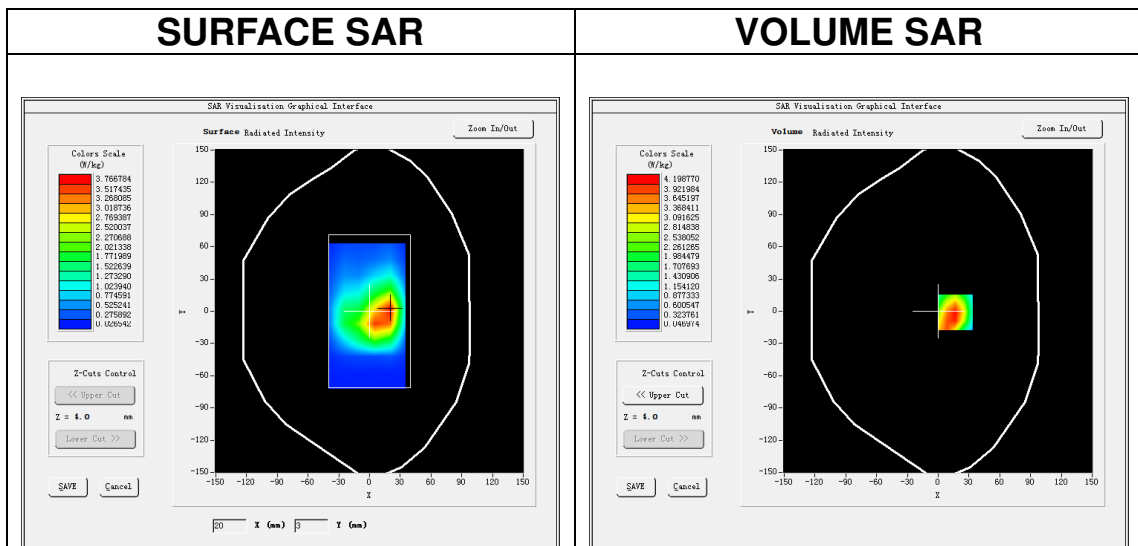 SURFACE SAR
VOLUME SAR
SAR Visualisation Graphical Interface
Surface Radiated Intensity
Zoom In/Out
Colors Scale
(W/kg)
3.766784
3.517435
3.268085
3.018736
2.769387
2.520037
2.270688
2.021338
1.771989
1.522639
1.273290
1.023940
0.774591
0.525241
0.275892
0.026542
Z-Cuts Control
<< Upper Cut
Z = 4.0 mm
Lower Cut >>
SAVE
Cancel
150
120
90
60
30
0
-30
-60
-90
-120
-150
Y
-150 -120 -90 -60 -30 0 30 60 90 120 150
X
20 X (mm) 3 Y (mm)
SAR Visualisation Graphical Interface
Volume Radiated Intensity
Zoom In/Out
Colors Scale
(W/kg)
4.198770
3.921984
3.645197
3.368411
3.091625
2.814838
2.538052
2.261265
1.984479
1.707693
1.430906
1.154120
0.877333
0.600547
0.323761
0.046974
Z-Cuts Control
<< Upper Cut
Z = 4.0 mm
Lower Cut >>
SAVE
Cancel
150
120
90
60
30
0
-30
-60
-90
-120
-150
Y
-150 -120 -90 -60 -30 0 30 60 90 120 150
X